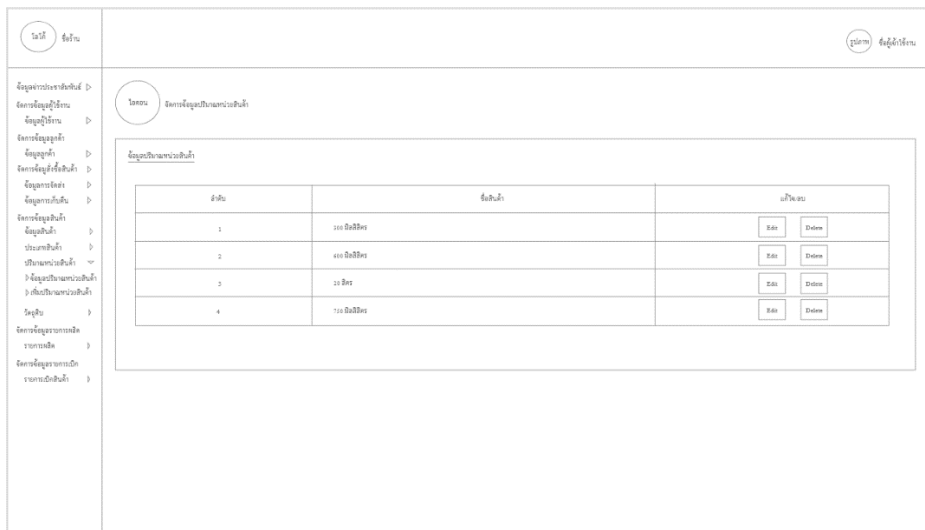 โลโก้
ชื่อร้าน
รูปภาพ
ชื่อผู้เข้าใช้งาน
ข้อมูลข่าวประชาสัมพันธ์
จัดการข้อมูลผู้ใช้งาน
ข้อมูลผู้ใช้งาน
จัดการข้อมูลลูกค้า
ข้อมูลลูกค้า
จัดการข้อมูลสั่งซื้อสินค้า
ข้อมูลการจัดส่ง
ข้อมูลการเก็บคืน
จัดการข้อมูลสินค้า
ข้อมูลสินค้า
ประเภทสินค้า
ปริมาณหน่วยสินค้า
ข้อมูลปริมาณหน่วยสินค้า
เพิ่มปริมาณหน่วยสินค้า
วัตถุดิบ
จัดการข้อมูลรายการผลิต
รายการผลิต
จัดการข้อมูลรายการเบิก
รายการเบิกสินค้า
ไอคอน
จัดการข้อมูลปริมาณหน่วยสินค้า
ข้อมูลปริมาณหน่วยสินค้า
ลำดับ ชื่อสินค้า แก้ไข/ลบ
1 300 มิลลิลิตร Edit Delete
2 600 มิลลิลิตร Edit Delete
3 20 ลิตร Edit Delete
4 750 มิลลิลิตร Edit Delete